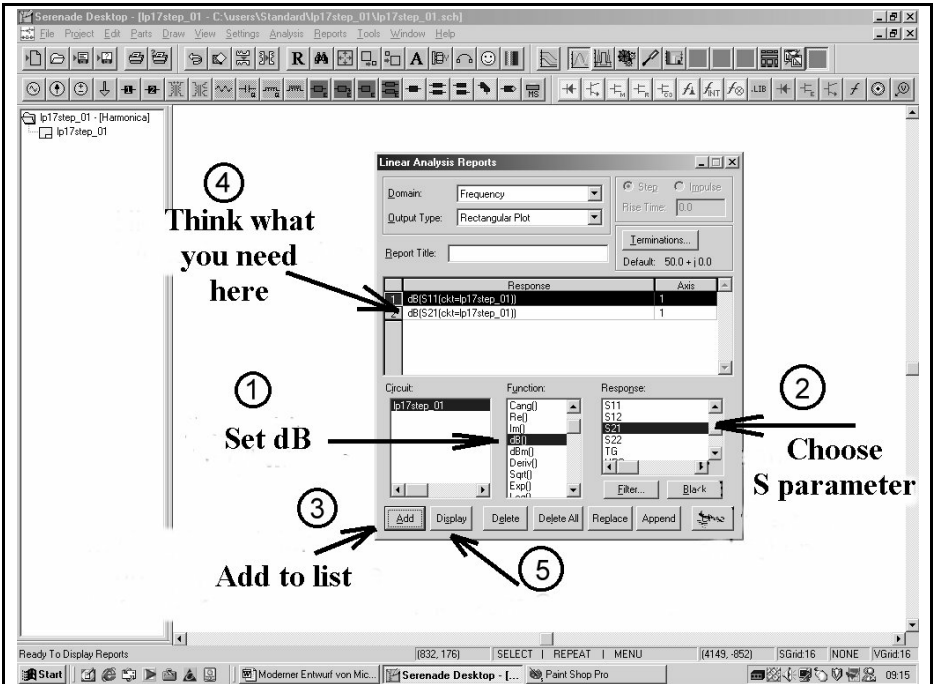 Serenade Desktop - [lp17step_01 - C:\users\Standard\lp17step_01\lp17step_01.sch]
File Project Edit Parts Draw View Settings Analysis Reports Tools Window Help
lp17step_01 - [Harmonica]
lp17step_01
Linear Analysis Reports
Domain: Frequency
Step Impulse
Rise Time: 0.0
Output Type: Rectangular Plot
Terminations...
Report Title:
Default: 50.0 + j 0.0
Response Axis
1 dB(S11(ckt=lp17step_01)) 1
2 dB(S21(ckt=lp17step_01)) 1
4
Think what
you need
here
Circuit: Function: Response:
lp17step_01
Cang()
Re()
Im()
dB()
dBm()
Deriv()
Sqrt()
Exp()
S11
S12
S21
S22
TG
Filter...
Add Display Delete Delete All Replace Append
1
Set dB
2
Choose
S parameter
3
Add to list
5
Ready To Display Reports (832, 176) SELECT | REPEAT | MENU (4149, -852) SGrid:16 NONE VGrid:16
Start Moderner Entwurf von Mic... Serenade Desktop - [... Paint Shop Pro 09:15